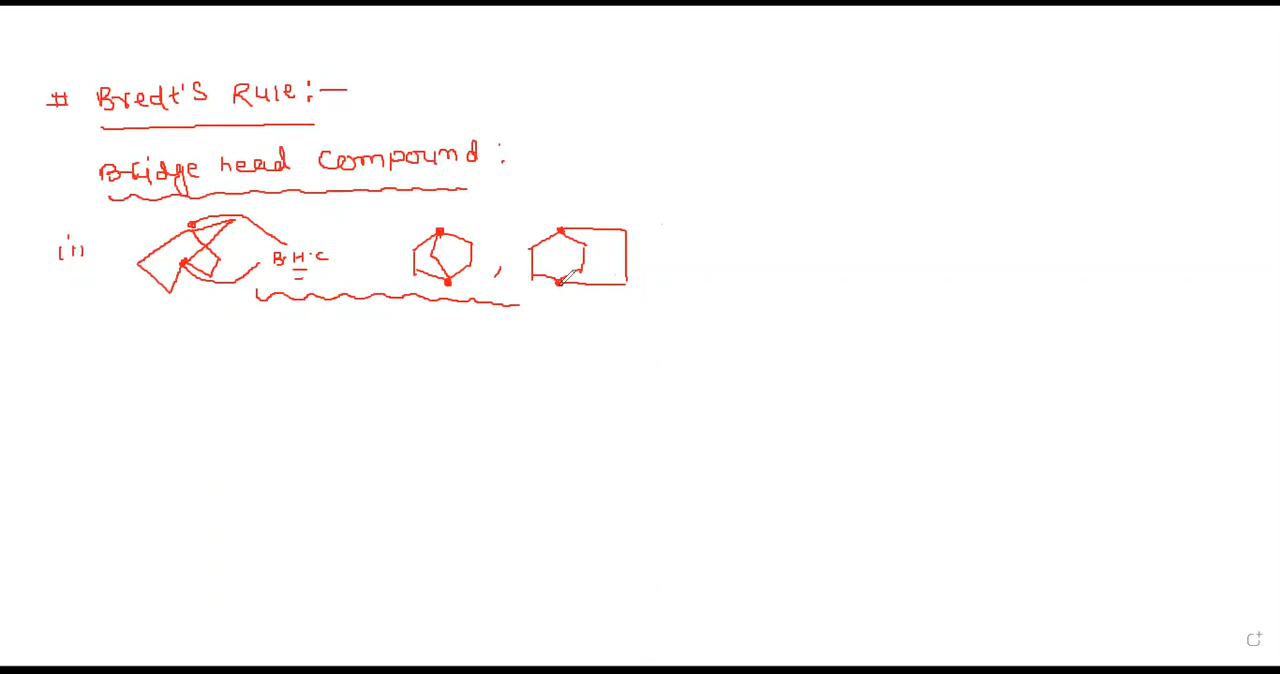 # Bredt's Rule:—
Bridge head compound:
(i) B·H·C ,